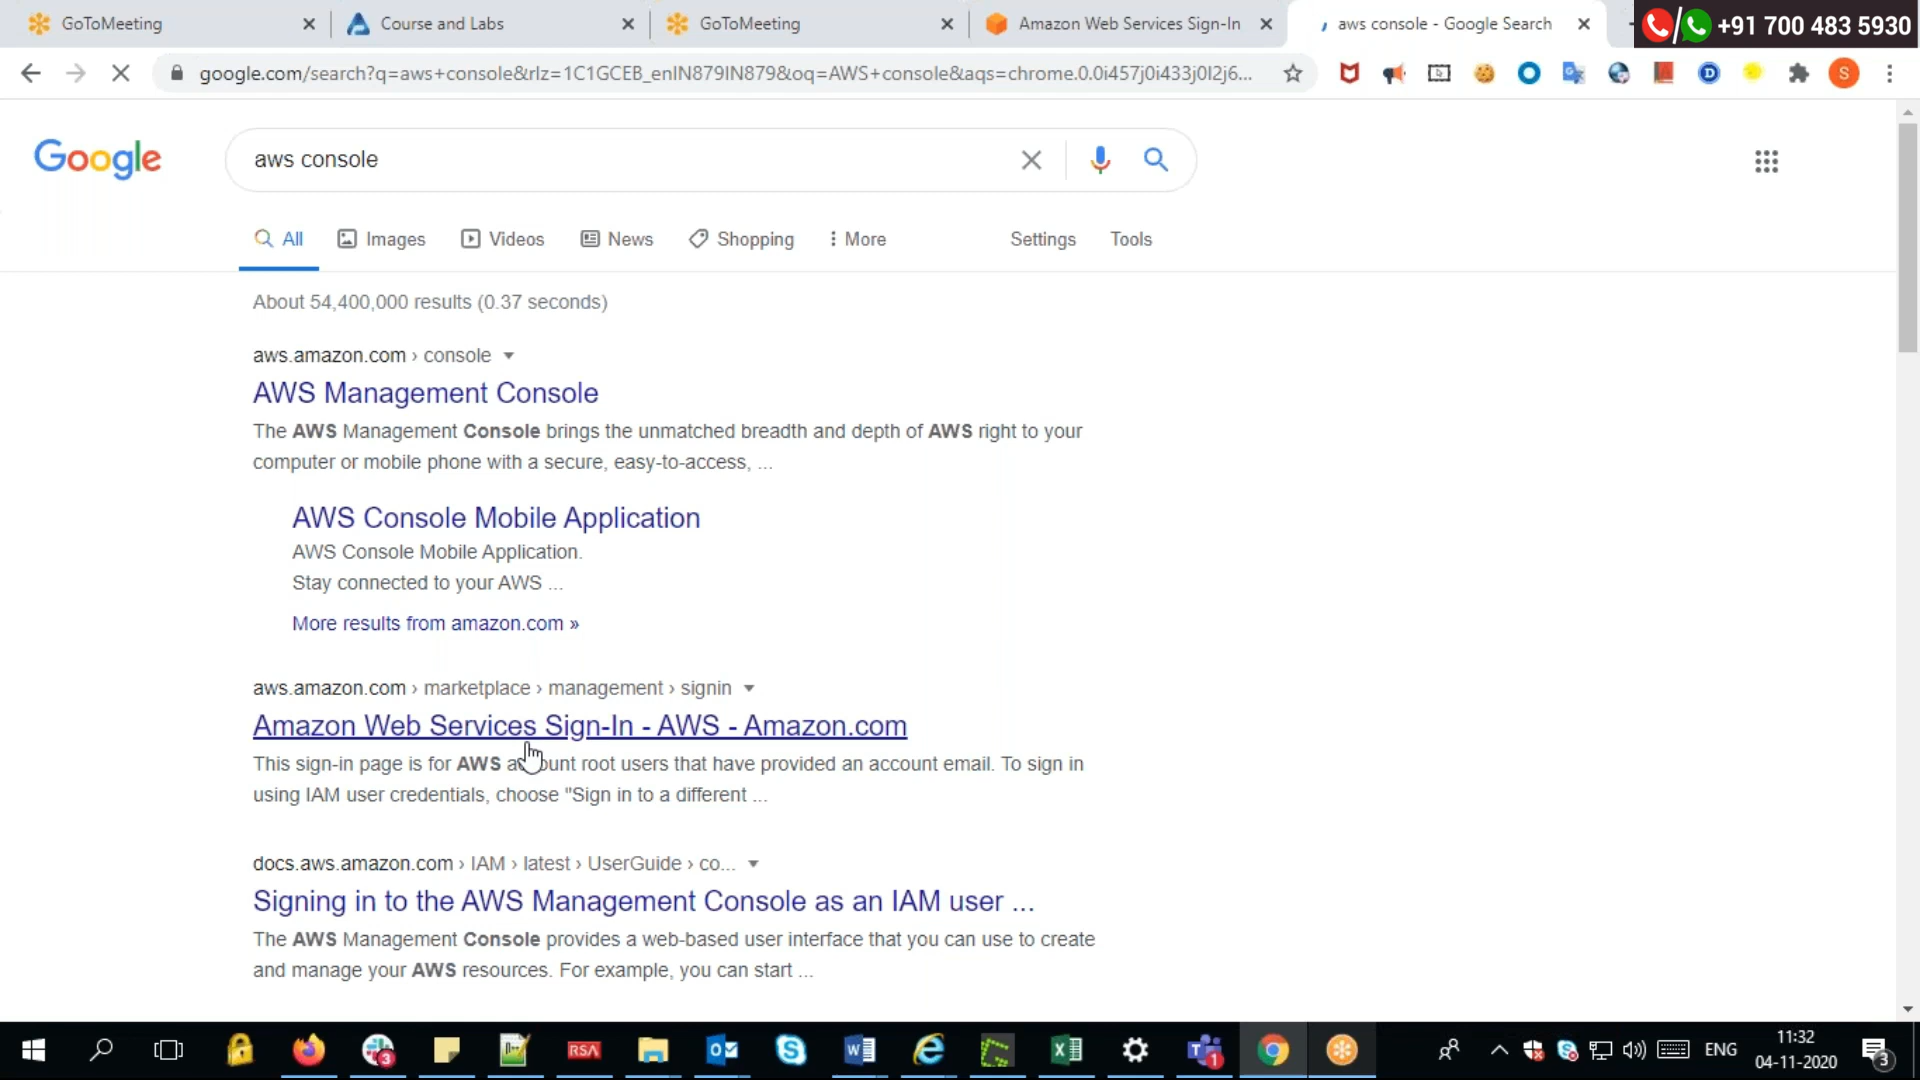 GoToMeeting
Course and Labs
GoToMeeting
Amazon Web Services Sign-In
aws console - Google Search
+91 700 483 5930
google.com/search?q=aws+console&rlz=1C1GCEB_enIN879IN879&oq=AWS+console&aqs=chrome.0.0i457j0i433j0l2j6...
S
Google
aws console
All
Images
Videos
News
Shopping
More
Settings
Tools
About 54,400,000 results (0.37 seconds)
aws.amazon.com › console
AWS Management Console
The AWS Management Console brings the unmatched breadth and depth of AWS right to your
computer or mobile phone with a secure, easy-to-access, ...
AWS Console Mobile Application
AWS Console Mobile Application.
Stay connected to your AWS ...
More results from amazon.com »
aws.amazon.com › marketplace › management › signin
Amazon Web Services Sign-In - AWS - Amazon.com
This sign-in page is for AWS account root users that have provided an account email. To sign in
using IAM user credentials, choose "Sign in to a different ...
docs.aws.amazon.com › IAM › latest › UserGuide › co...
Signing in to the AWS Management Console as an IAM user ...
The AWS Management Console provides a web-based user interface that you can use to create
and manage your AWS resources. For example, you can start ...
3
RSA
1
ENG
11:32
04-11-2020
3